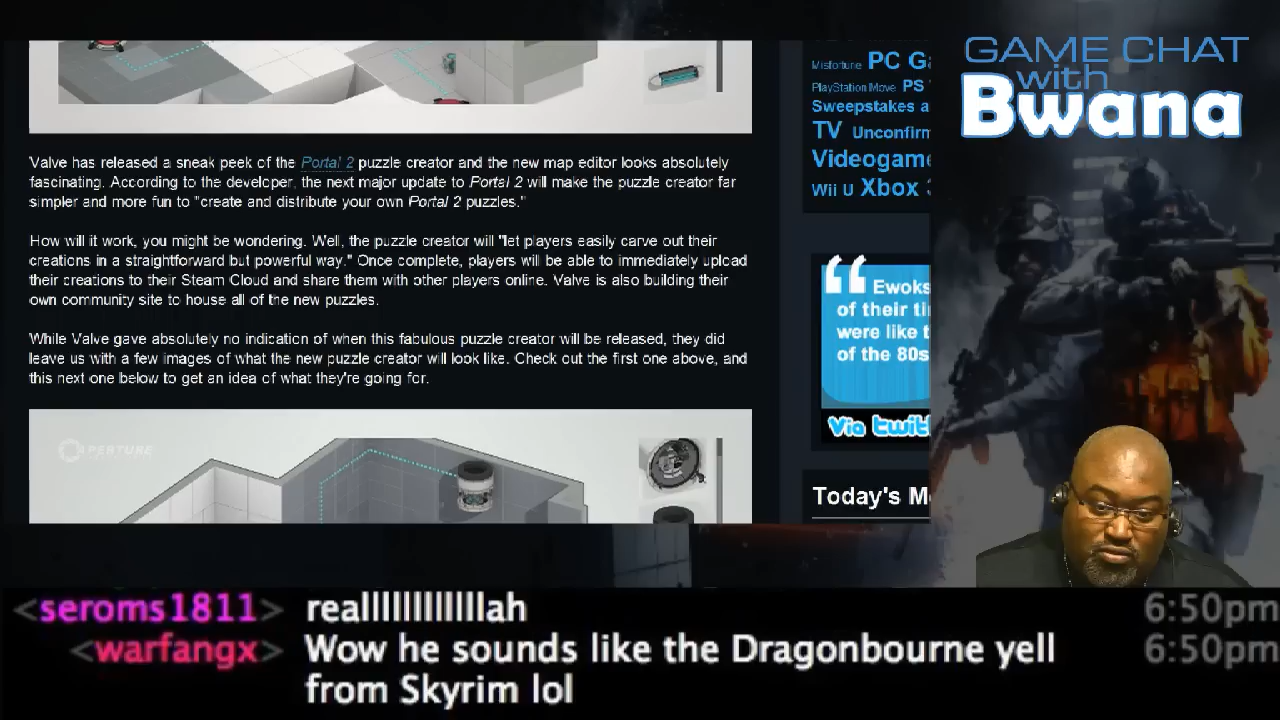 GAME CHAT
with
Bwana
Misfortune PC
PlayStation Move PS
Sweepstakes
TV Unconfirm
Videogame
Wii U Xbox
Valve has released a sneak peek of the Portal 2 puzzle creator and the new map editor looks absolutely
fascinating. According to the developer, the next major update to Portal 2 will make the puzzle creator far
simpler and more fun to "create and distribute your own Portal 2 puzzles."
How will it work, you might be wondering. Well, the puzzle creator will "let players easily carve out their
creations in a straightforward but powerful way." Once complete, players will be able to immediately upload
their creations to their Steam Cloud and share them with other players online. Valve is also building their
own community site to house all of the new puzzles.
While Valve gave absolutely no indication of when this fabulous puzzle creator will be released, they did
leave us with a few images of what the new puzzle creator will look like. Check out the first one above, and
this next one below to get an idea of what they're going for.
APERTURE
“ Ewoks
of their
were like
of the 80s
Via
Today's
<seroms1811> reallllllllllllah 6:50pm
<warfangx> Wow he sounds like the Dragonbourne yell 6:50pm
from Skyrim lol